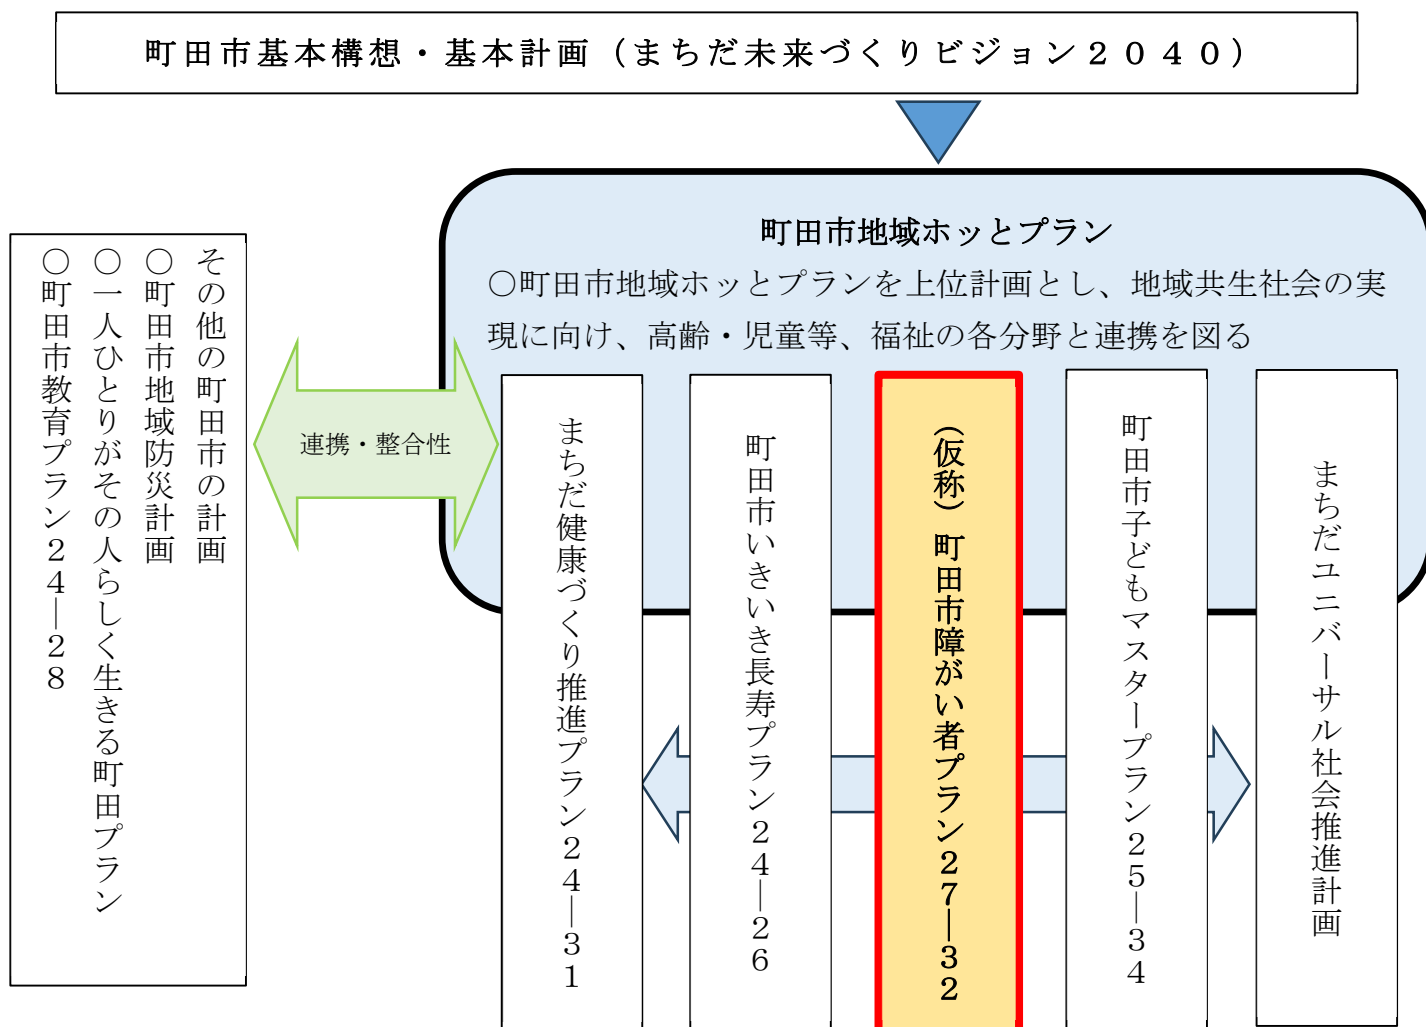 町田市基本構想・基本計画（まちだ未来づくりビジョン２０４０）
町田市地域ホッとプラン
〇町田市地域ホッとプランを上位計画とし、地域共生社会の実
現に向け、高齢・児童等、福祉の各分野と連携を図る
その他の町田市の計画
〇町田市地域防災計画
〇一人ひとりがその人らしく生きる町田プラン
〇町田市教育プラン２４―２８
連携・整合性
まちだ健康づくり推進プラン２４―３１
町田市いきいき長寿プラン２４―２６
（仮称）町田市障がい者プラン２７―３２
町田市子どもマスタープラン２５―３４
まちだユニバーサル社会推進計画